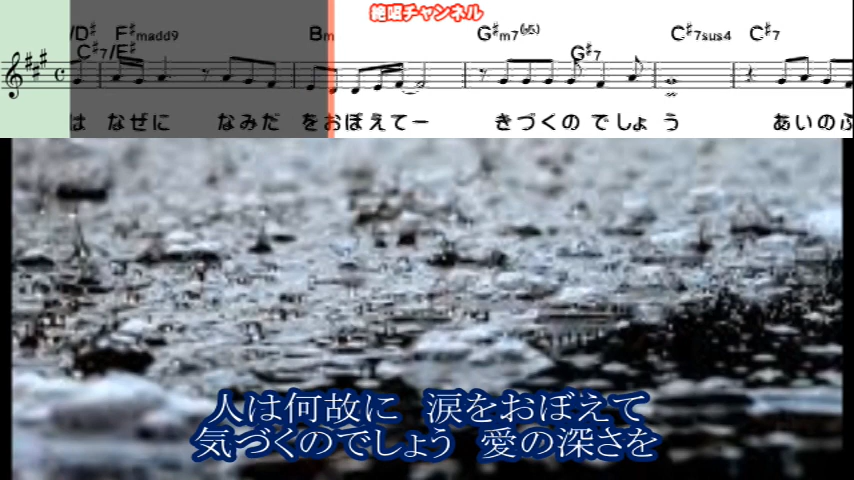 絶唱チャンネル
/D♯ F♯madd9 Bm G♯m7(♭5) C♯7sus4 C♯7
C♯7/E♯ G♯7
は なぜに なみだ をおぼえてー きづくの でしょ う あいのふ
人は何故に 涙をおぼえて
気づくのでしょう 愛の深さを